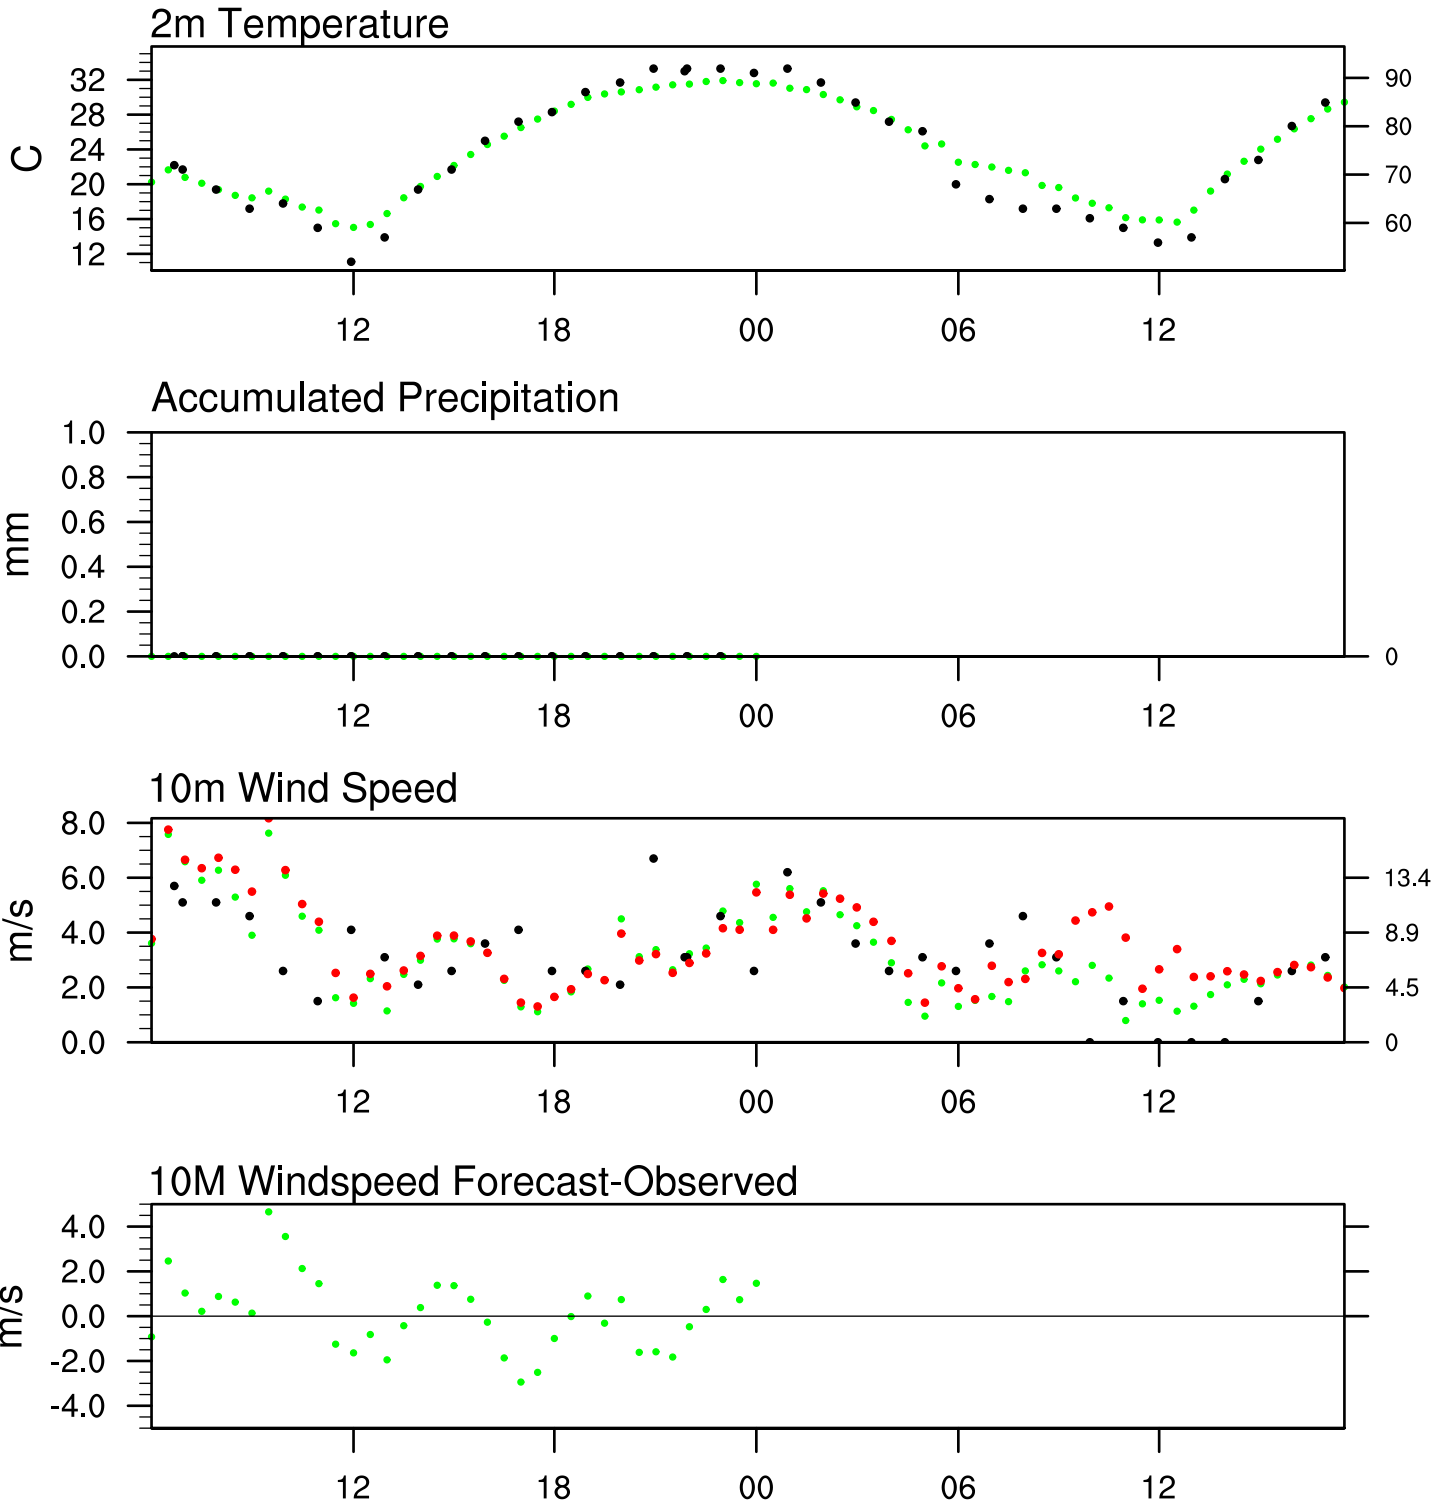 2m Temperature
C
32
28
24
20
16
12
90
80
70
60
12 18 00 06 12
Accumulated Precipitation
mm
1.0
0.8
0.6
0.4
0.2
0.0
0
12 18 00 06 12
10m Wind Speed
m/s
8.0
6.0
4.0
2.0
0.0
13.4
8.9
4.5
0
12 18 00 06 12
10M Windspeed Forecast-Observed
m/s
4.0
2.0
0.0
-2.0
-4.0
12 18 00 06 12